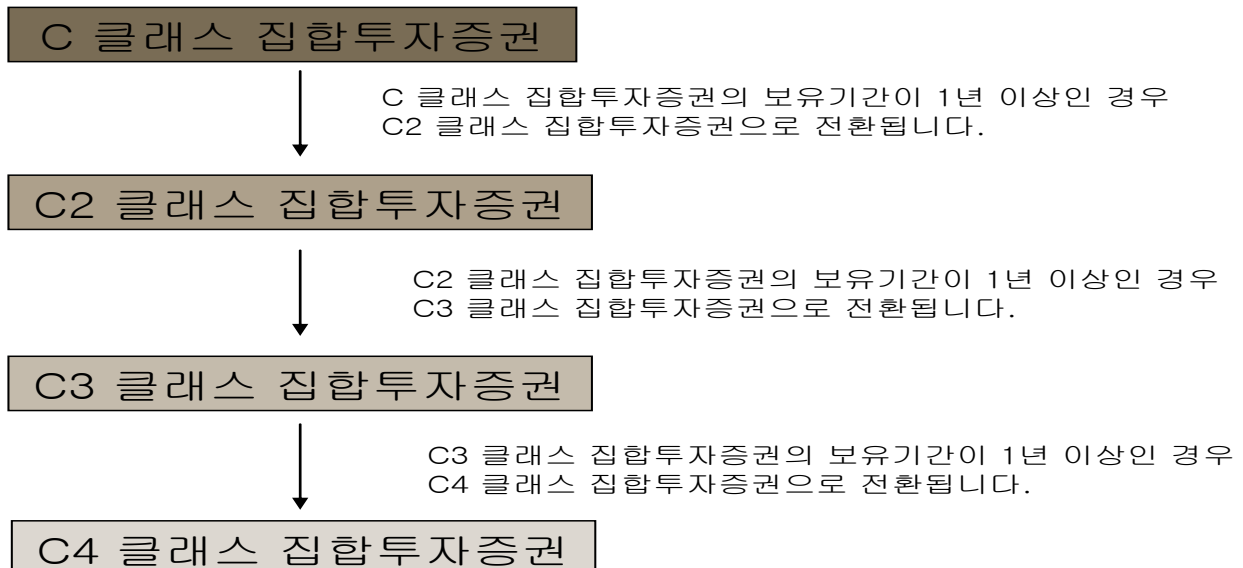 C 클래스 집합투자증권
C 클래스 집합투자증권의 보유기간이 1년 이상인 경우
C2 클래스 집합투자증권으로 전환됩니다.
C2 클래스 집합투자증권
C2 클래스 집합투자증권의 보유기간이 1년 이상인 경우
C3 클래스 집합투자증권으로 전환됩니다.
C3 클래스 집합투자증권
C3 클래스 집합투자증권의 보유기간이 1년 이상인 경우
C4 클래스 집합투자증권으로 전환됩니다.
C4 클래스 집합투자증권